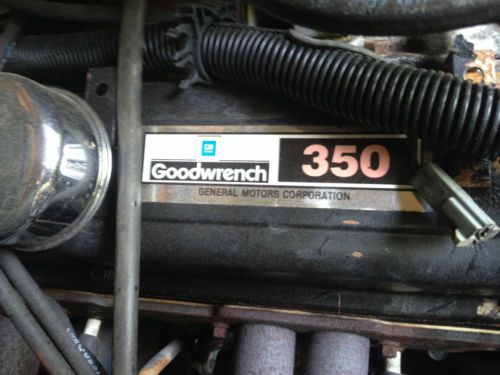 GM
Goodwrench
350
GENERAL MOTORS CORPORATION